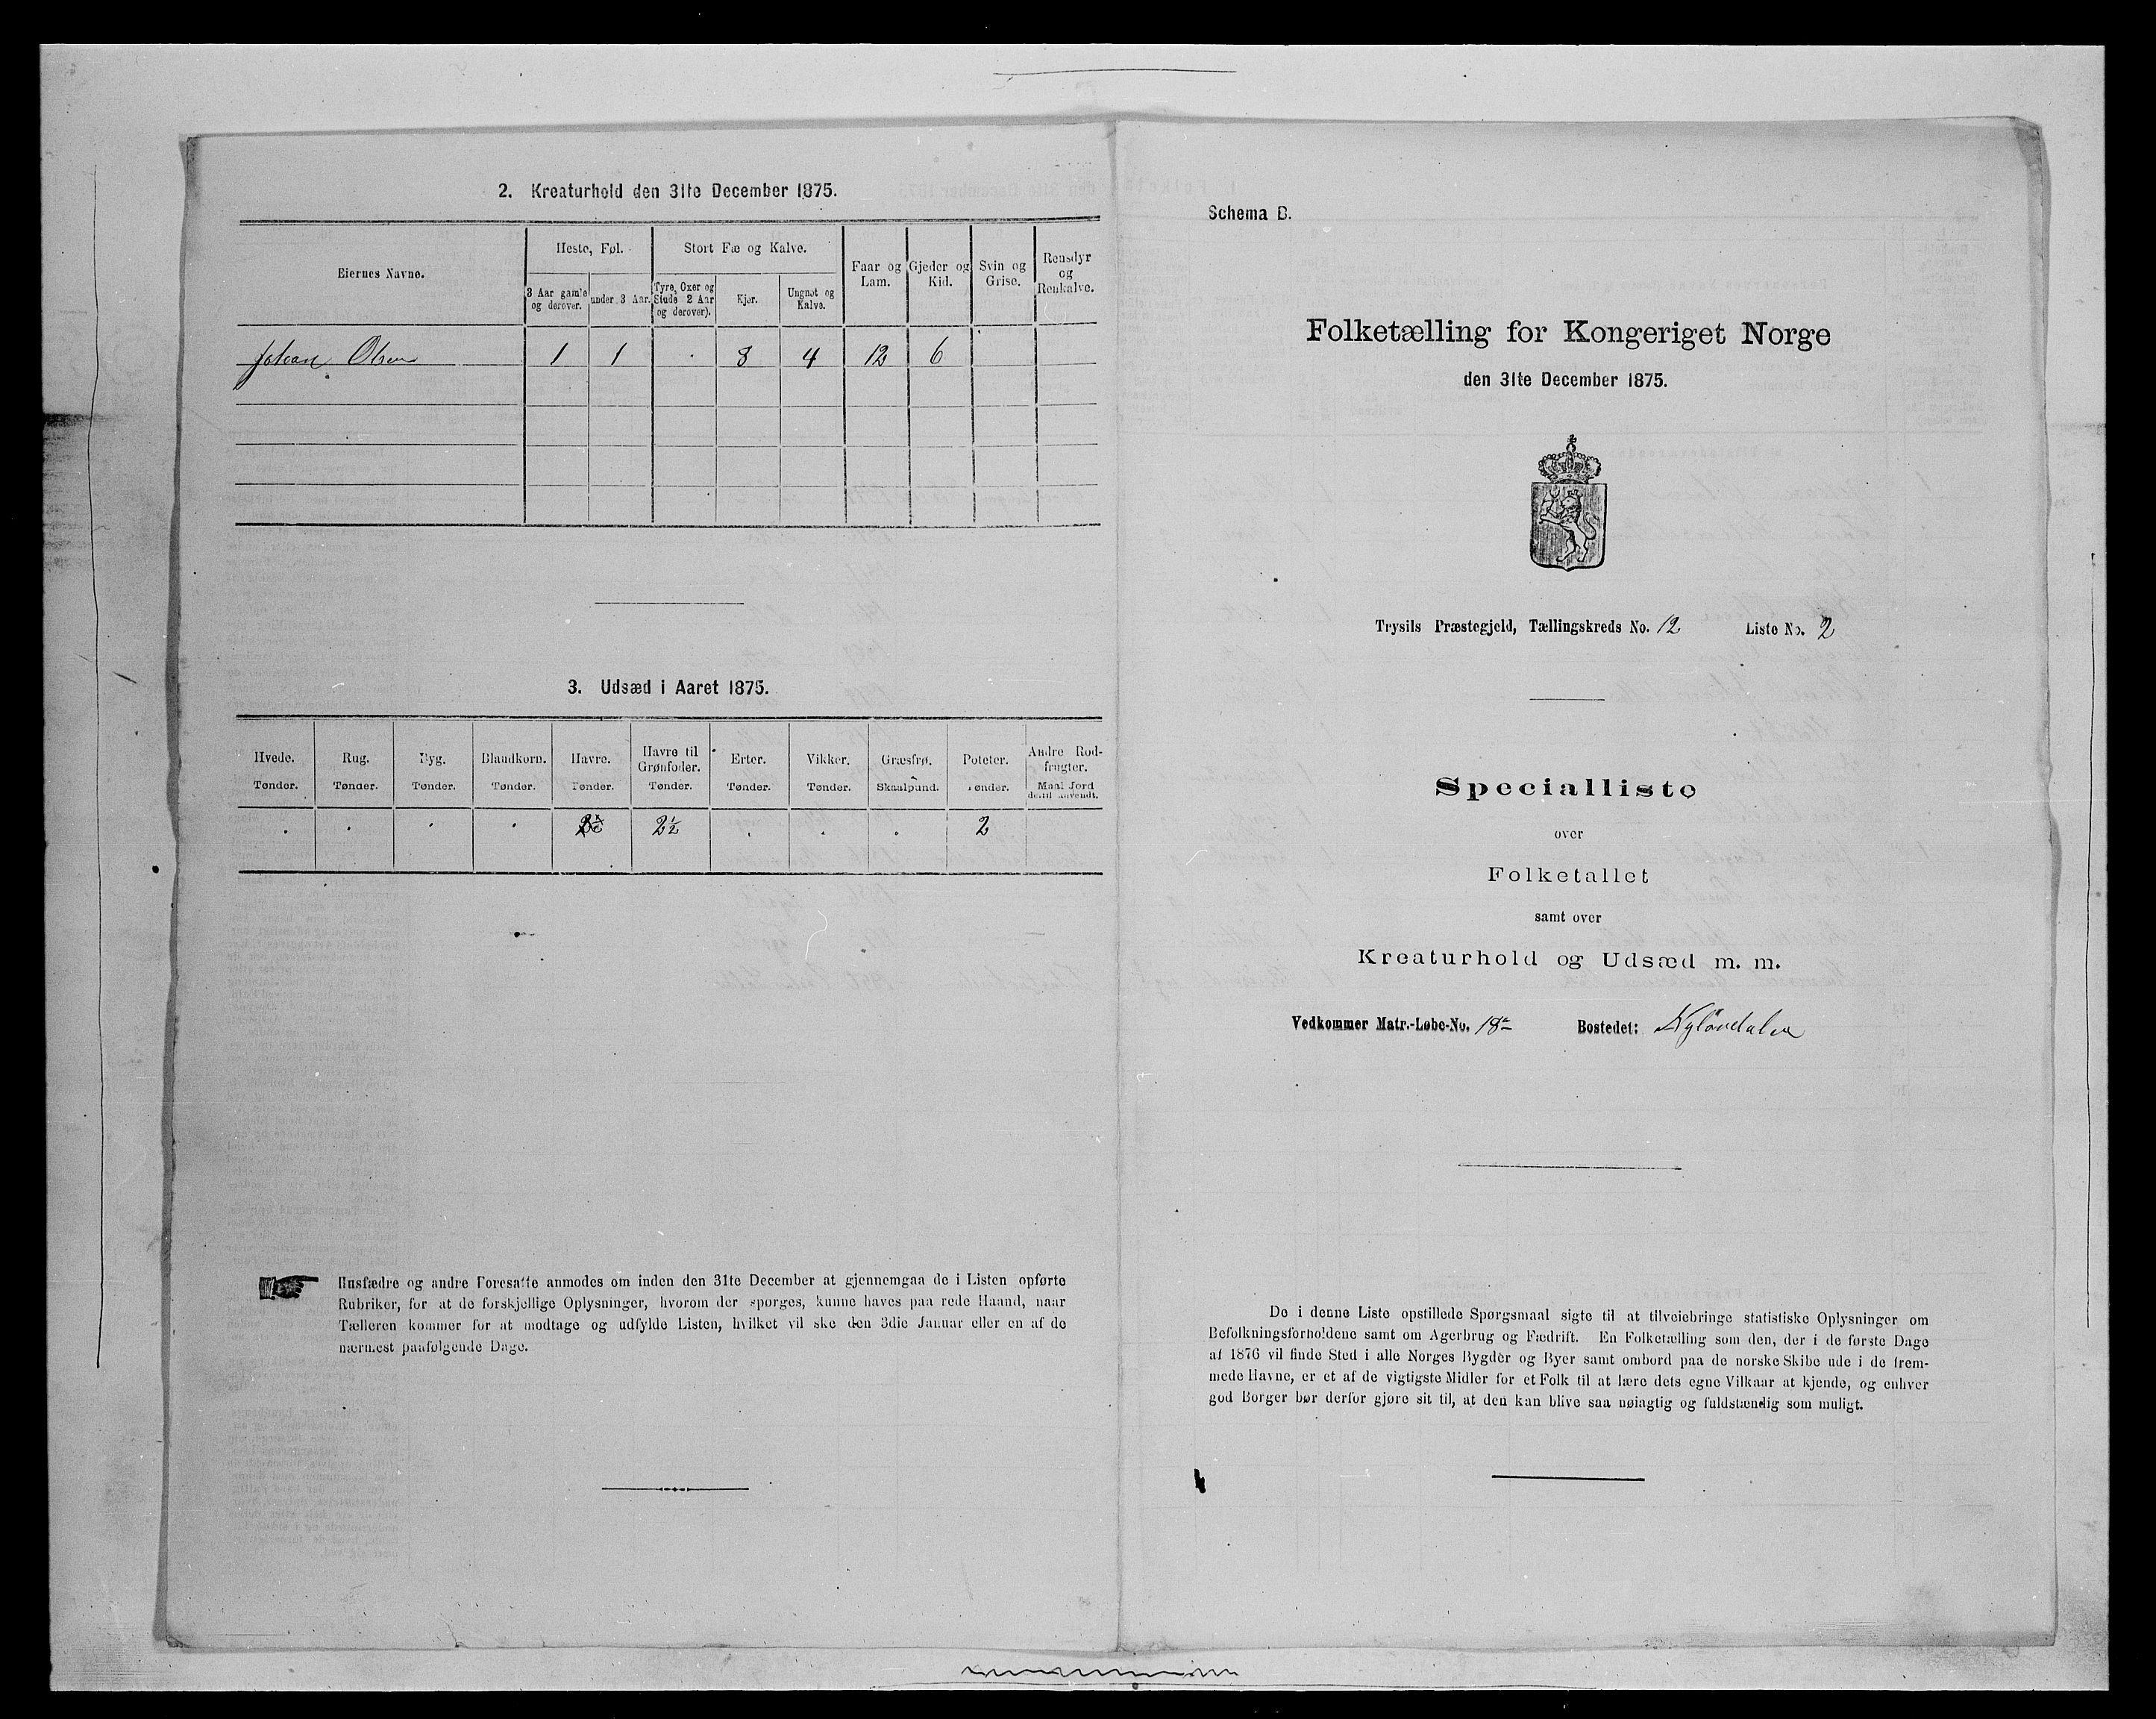 2. Kreaturhold den 31te December 1875.
Eiernes Navne.
Heste, Føl.
Stort Fæ og Kalve.
Faar og Lam.
Gjeder og Kid.
Svin og Grise.
Rensdyr og Renkalve.
3 Aar gamle og derover.
under 3 Aar.
Tyre, Oxer og Stude 2 Aar og derover).
Kjør.
Ungnøt og Kalve.
Johan Olsen 1 1 . 8 4 12 6
3. Udsæd i Aaret 1875.
Hvede. Rug. Byg. Blandkorn. Havre. Havre til Grønfoder. Erter. Vikker. Græsfrø. Poteter. Andre Rodfrugter.
Tønder. Tønder. Tønder. Tønder. Tønder. Tønder. Tønder. Tønder. Skaalpund. Tønder. Maal Jord dertil anvendt.
. . . . 2½ . . . 2
Husfædre og andre Foresatte anmodes om inden den 31te December at gjennemgaa de i Listen opførte
Rubriker, for at de forskjellige Oplysninger, hvorom der spørges, kunne haves paa rede Haand, naar
Tælleren kommer for at modtage og udfylde Listen, hvilket vil ske den 3die Januar eller en af de
nærmest paafølgende Dage.
Schema B.
Folketælling for Kongeriget Norge
den 31te December 1875.
Trysils Præstegjeld, Tællingskreds No. 12 Liste No. 2
Specialliste
over
Folketallet
samt over
Kreaturhold og Udsæd m. m.
Vedkommer Matr.-Løbe-No. 18a Bostedet:
De i denne Liste opstillede Spørgsmaal sigte til at tilveiebringe statistiske Oplysninger om
Befolkningsforholdene samt om Agerbrug og Fædrift. En Folketælling som den, der i de første Dage
af 1876 vil finde Sted i alle Norges Bygder og Byer samt ombord paa de norske Skibe ude i de frem-
mede Havne, er et af de vigtigste Midler for et Folk til at lære dets egne Vilkaar at kjende, og enhver
god Borger bør derfor gjøre sit til, at den kan blive saa nøiagtig og fuldstændig som muligt.